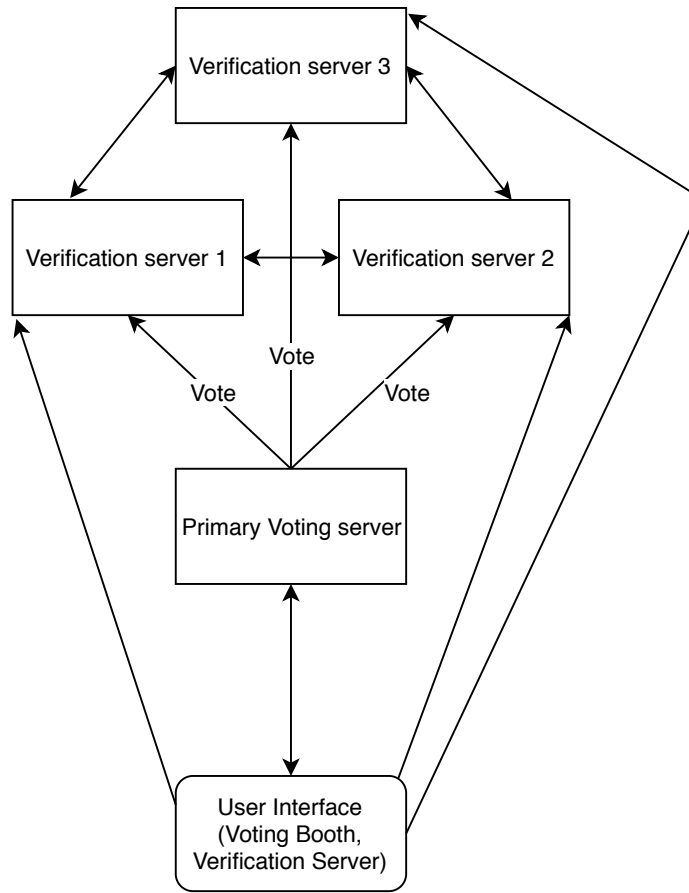 Verification server 3
Verification server 1
Verification server 2
Vote
Vote
Vote
Primary Voting server
User Interface
(Voting Booth,
Verification Server)